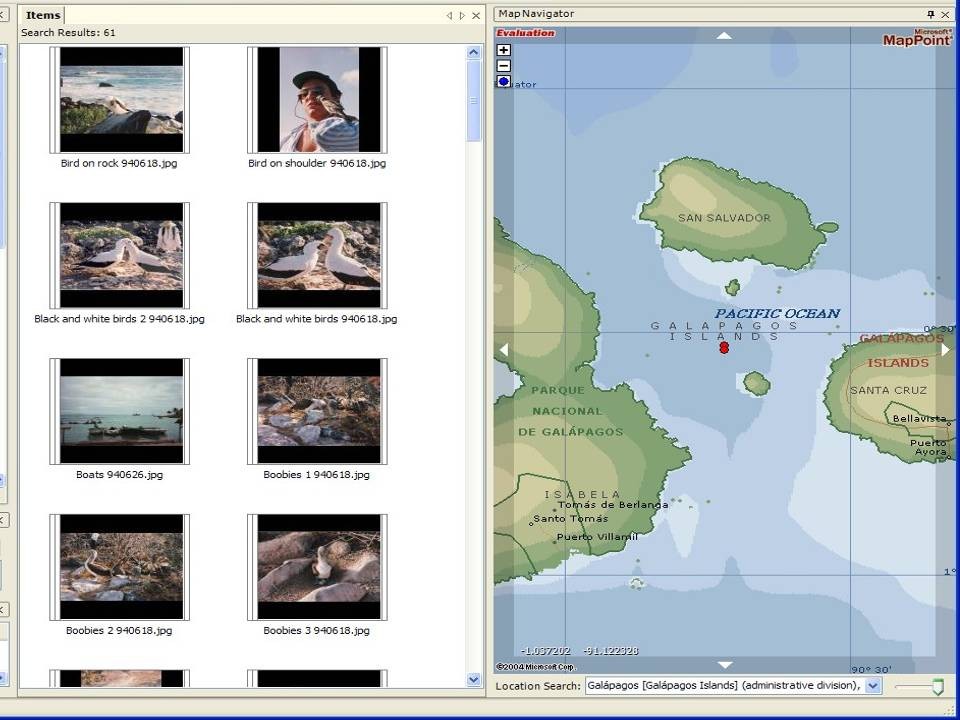 Items
Search Results: 61
Bird on rock 940618.jpg
Bird on shoulder 940618.jpg
Black and white birds 2 940618.jpg
Black and white birds 940618.jpg
Boats 940626.jpg
Boobies 1 940618.jpg
Boobies 2 940618.jpg
Boobies 3 940618.jpg
MapNavigator
Evaluation
Microsoft
MapPoint
uator
SAN SALVADOR
PACIFIC OCEAN
GALAPAGOS
ISLANDS
0° 30'
GALÁPAGOS
ISLANDS
SANTA CRUZ
Bellavista
Puerto
Ayora
PARQUE
NACIONAL
DE GALÁPAGOS
ISABELA
Tomás de Berlanga
Santo Tomás
Puerto Villamil
1°
-1.037202 -91.122328
90° 30'
©2004 Microsoft Corp.
Location Search: Galápagos [Galápagos Islands] (administrative division),